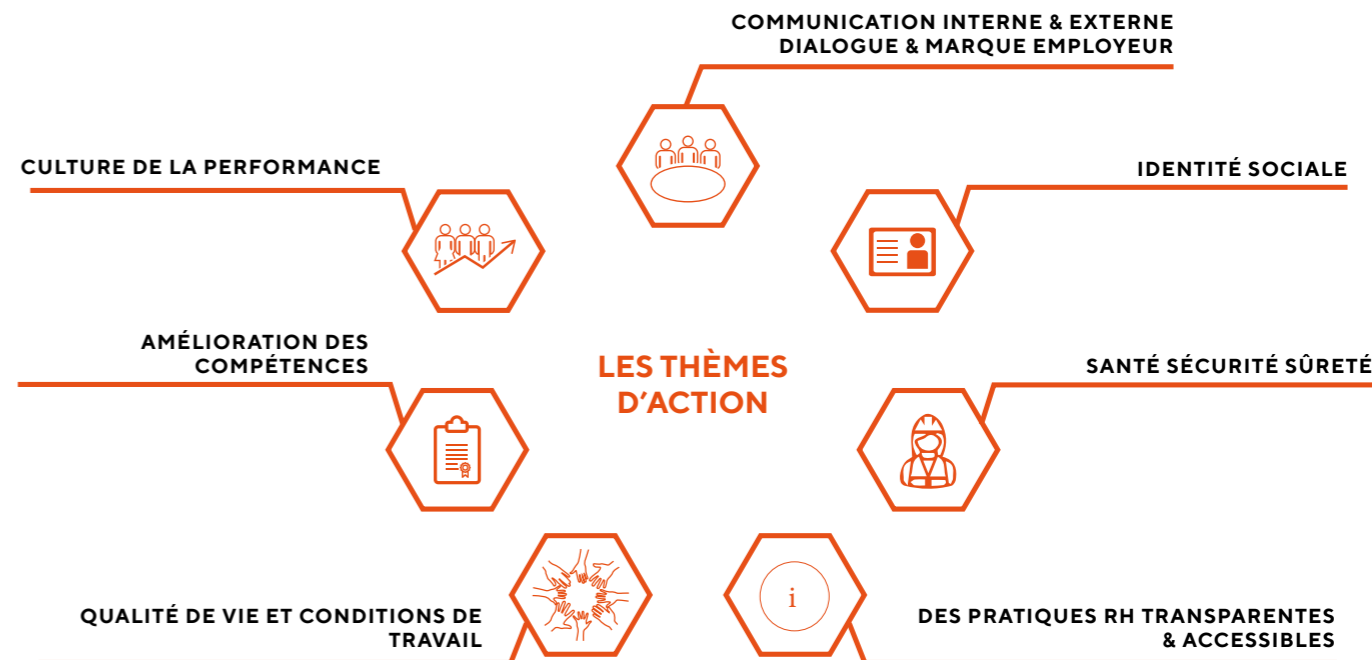 COMMUNICATION INTERNE & EXTERNE
DIALOGUE & MARQUE EMPLOYEUR
CULTURE DE LA PERFORMANCE
IDENTITÉ SOCIALE
AMÉLIORATION DES
COMPÉTENCES
LES THÈMES
D'ACTION
SANTÉ SÉCURITÉ SÛRETÉ
QUALITÉ DE VIE ET CONDITIONS DE
TRAVAIL
i
DES PRATIQUES RH TRANSPARENTES
& ACCESSIBLES